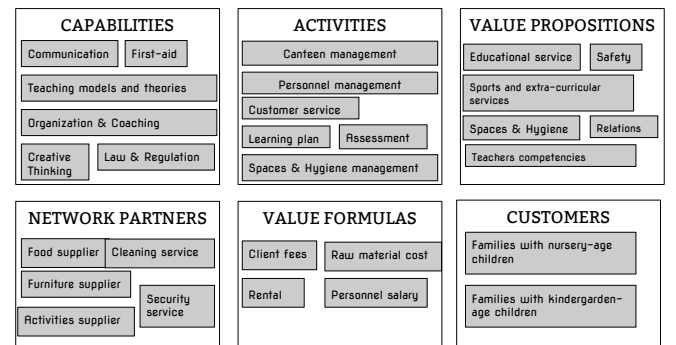 CAPABILITIES
Communication
First-aid
Teaching models and theories
Organization & Coaching
Creative
Thinking
Law & Regulation
ACTIVITIES
Canteen management
Personnel management
Customer service
Learning plan
Assessment
Spaces & Hygiene management
VALUE PROPOSITIONS
Educational service
Safety
Sports and extra-curricular
services
Spaces & Hygiene
Relations
Teachers competencies
NETWORK PARTNERS
Food supplier
Cleaning service
Furniture supplier
Security
service
Activities supplier
VALUE FORMULAS
Client fees
Raw material cost
Rental
Personnel salary
CUSTOMERS
Families with nursery-age
children
Families with kindergarden-
age children